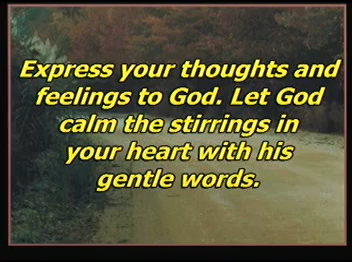 Express your thoughts and
feelings to God. Let God
calm the stirrings in
your heart with his
gentle words.